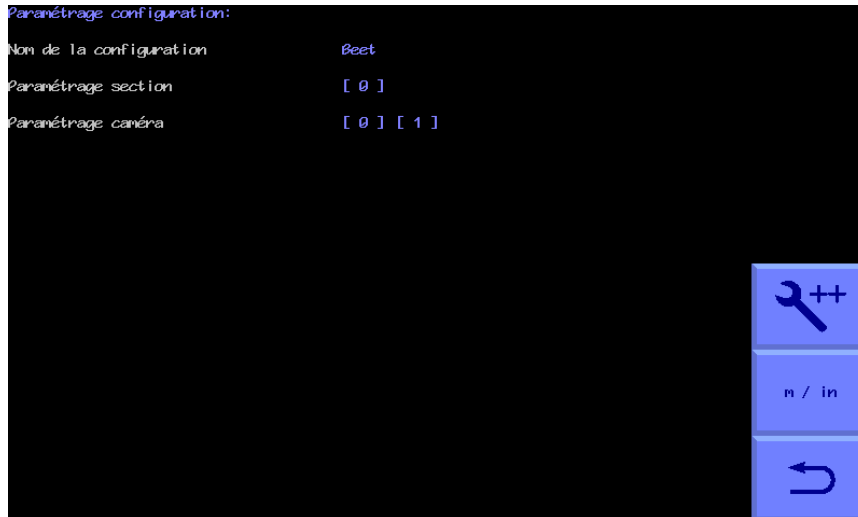 Paramétrage configuration:
Nom de la configuration Beet
Paramétrage section [ 0 ]
Paramétrage caméra [ 0 ] [ 1 ]
++
m / in